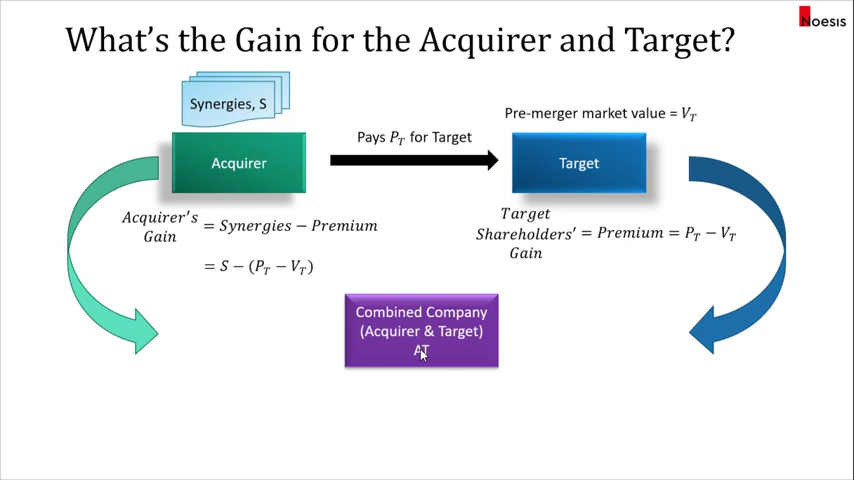 Noesis
What's the Gain for the Acquirer and Target?
Synergies, S
Pre-merger market value = V_T
Pays P_T for Target
Acquirer
Target
Acquirer's
Gain
= Synergies − Premium
= S − (P_T − V_T)
Target
Shareholders' = Premium = P_T − V_T
Gain
Combined Company
(Acquirer & Target)
AT